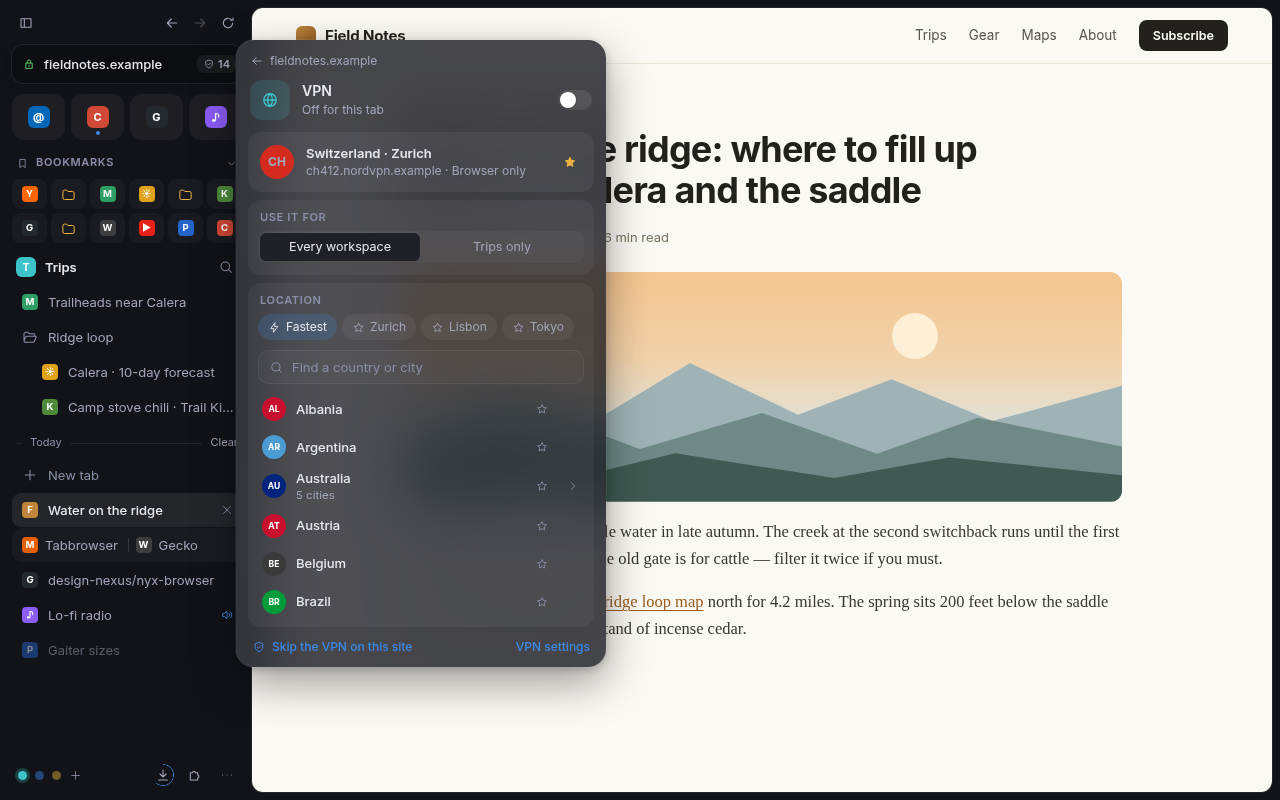 fieldnotes.example
14
@
C
G
BOOKMARKS
Y
M
K
G
W
P
C
T
Trips
M
Trailheads near Calera
Ridge loop
Calera · 10-day forecast
K
Camp stove chili · Trail Ki...
Today
Clear
New tab
F
Water on the ridge
M
Tabbrowser
W
Gecko
G
design-nexus/nyx-browser
Lo-fi radio
P
Gaiter sizes
fieldnotes.example
VPN
Off for this tab
CH
Switzerland · Zurich
ch412.nordvpn.example · Browser only
USE IT FOR
Every workspace
Trips only
LOCATION
Fastest
Zurich
Lisbon
Tokyo
Find a country or city
AL
Albania
AR
Argentina
AU
Australia
5 cities
AT
Austria
BE
Belgium
BR
Brazil
Skip the VPN on this site
VPN settings
Field Notes
Trips
Gear
Maps
About
Subscribe
ridge: where to fill up
and the saddle
6 min read
water in late autumn. The creek at the second switchback runs until the first
old gate is for cattle — filter it twice if you must.
ridge loop map north for 4.2 miles. The spring sits 200 feet below the saddle
of incense cedar.